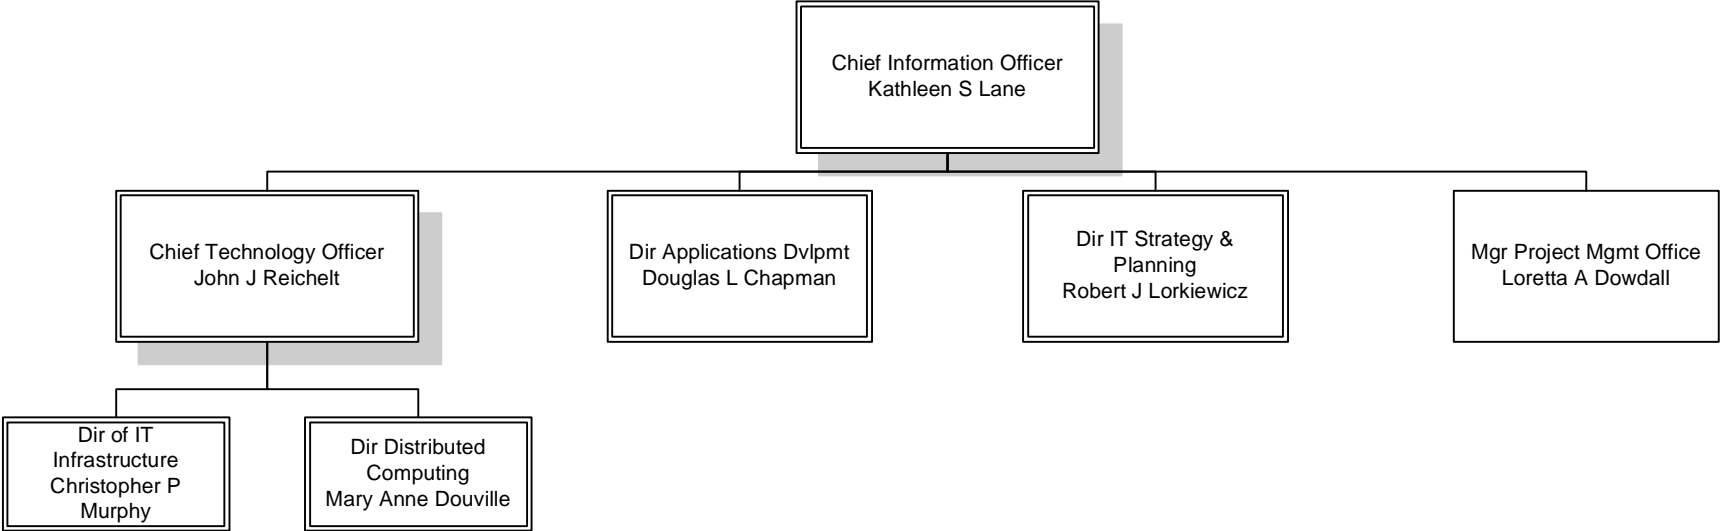 Chief Information Officer
Kathleen S Lane
Chief Technology Officer
John J Reichelt
Dir Applications Dvlpmt
Douglas L Chapman
Dir IT Strategy &
Planning
Robert J Lorkiewicz
Mgr Project Mgmt Office
Loretta A Dowdall
Dir of IT
Infrastructure
Christopher P
Murphy
Dir Distributed
Computing
Mary Anne Douville